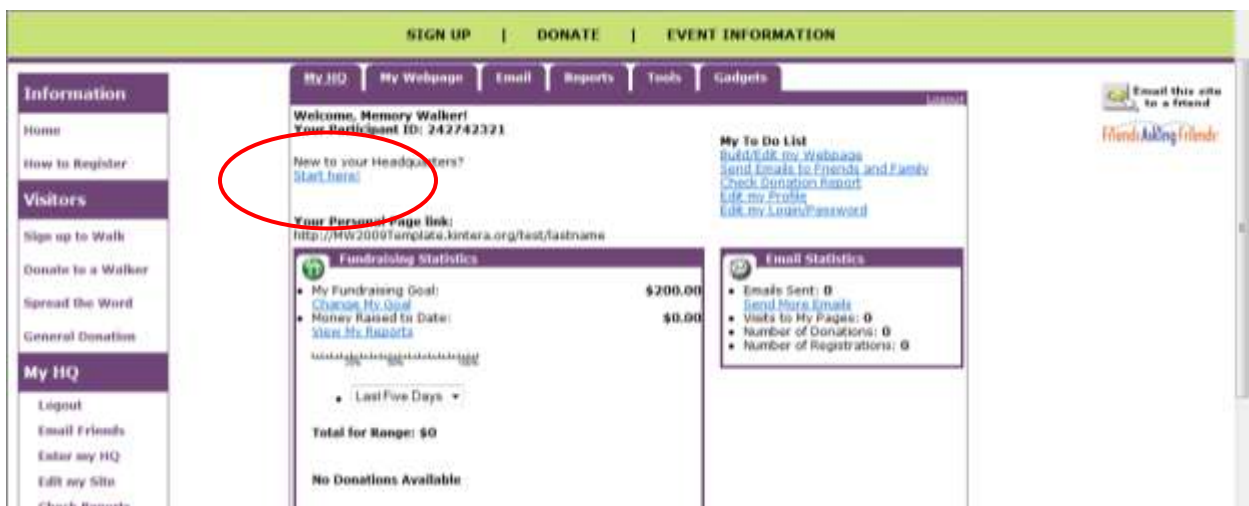 SIGN UP | DONATE | EVENT INFORMATION
Information
Home
How to Register
Visitors
Sign up to Walk
Donate to a Walker
Spread the Word
General Donation
My HQ
Logout
Email Friends
Enter my HQ
Edit my Site
Check Reports
My HQ
My Webpage
Email
Reports
Tools
Gadgets
Logout
Welcome, Memory Walker!
Your Participant ID: 242742321
New to your Headquarters?
Start here!
Your Personal Page link:
http://MW2009Template.kintera.org/test/lastname
My To Do List
Build/Edit my Webpage
Send Emails to Friends and Family
Check Donation Report
Edit my Profile
Edit my Login/Password
Fundraising Statistics
• My Fundraising Goal: $200.00
Change My Goal
• Money Raised to Date: $0.00
View My Reports
• Last Five Days
Total for Range: $0
No Donations Available
Email Statistics
• Emails Sent: 0
Send More Emails
• Visits to My Pages: 0
• Number of Donations: 0
• Number of Registrations: 0
Email this site
to a friend
Friends Asking Friends